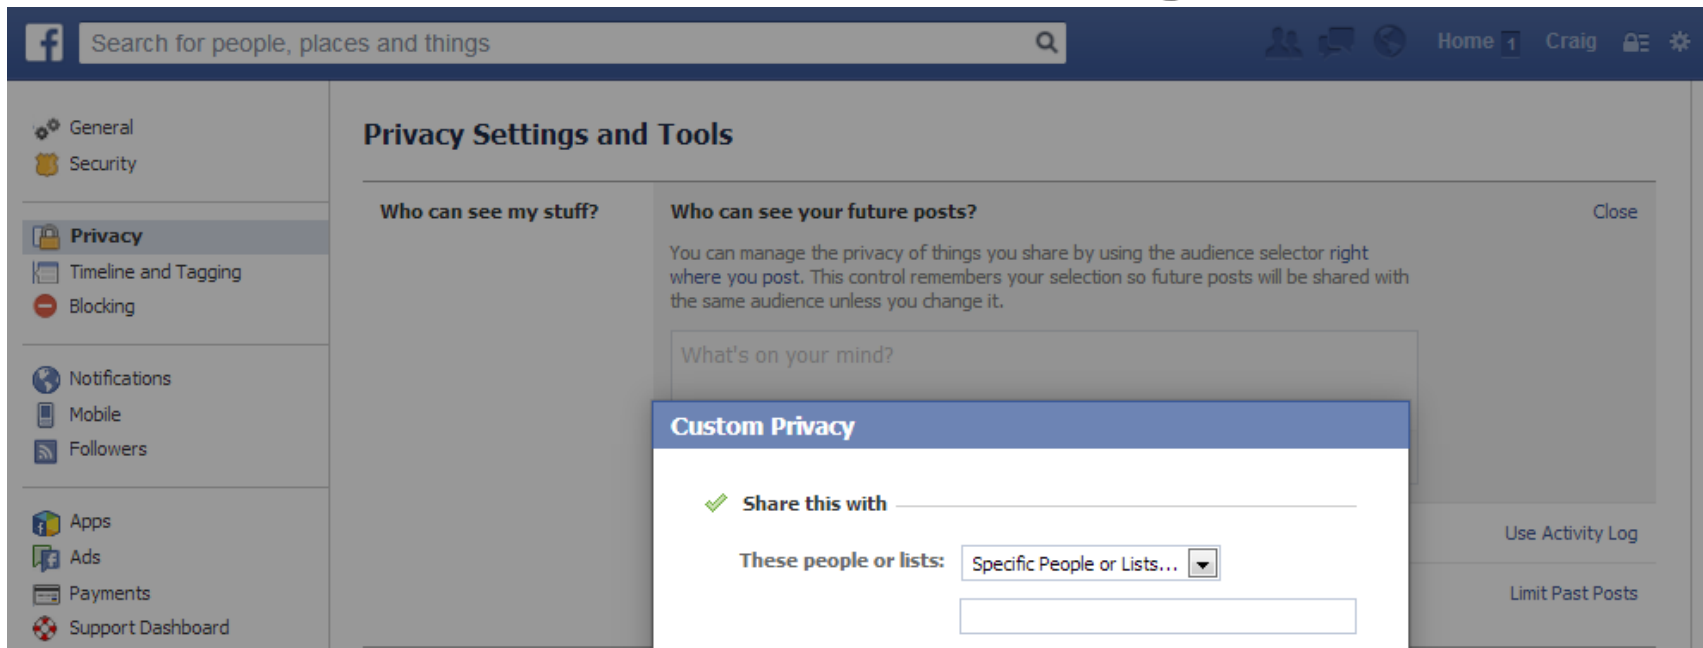 f
Search for people, places and things
Home 1
Craig
General
Security
Privacy
Timeline and Tagging
Blocking
Notifications
Mobile
Followers
Apps
Ads
Payments
Support Dashboard
Privacy Settings and Tools
Who can see my stuff?
Who can see your future posts?
Close
You can manage the privacy of things you share by using the audience selector right
where you post. This control remembers your selection so future posts will be shared with
the same audience unless you change it.
What's on your mind?
Custom Privacy
Share this with
These people or lists:
Specific People or Lists...
Use Activity Log
Limit Past Posts